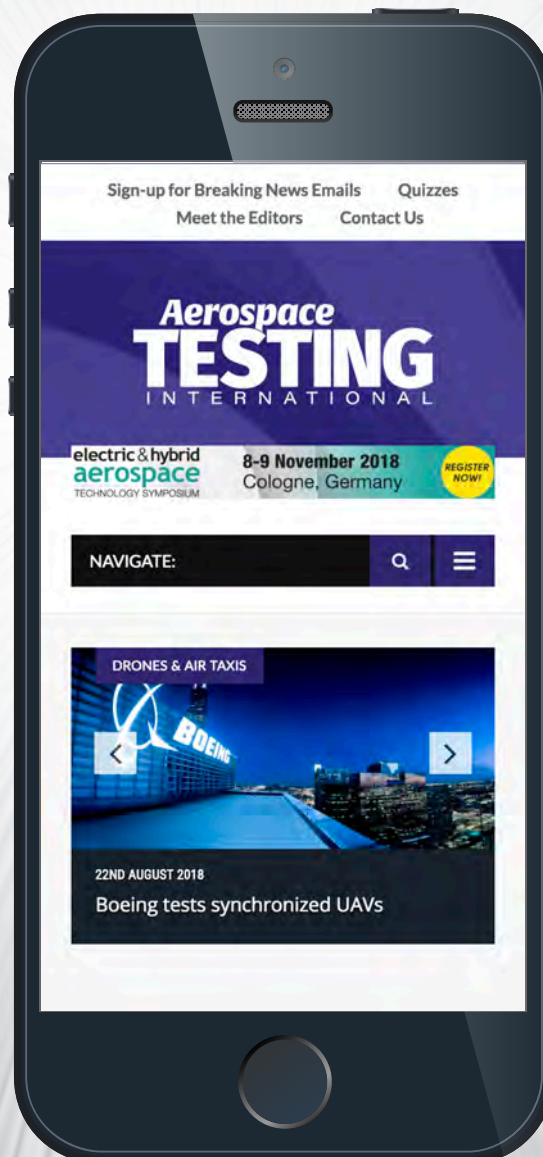 Sign-up for Breaking News Emails Quizzes
Meet the Editors Contact Us
Aerospace
TESTING
INTERNATIONAL
electric & hybrid
aerospace
TECHNOLOGY SYMPOSIUM
8-9 November 2018
Cologne, Germany
REGISTER
NOW!
NAVIGATE:
DRONES & AIR TAXIS
BOEING
22ND AUGUST 2018
Boeing tests synchronized UAVs